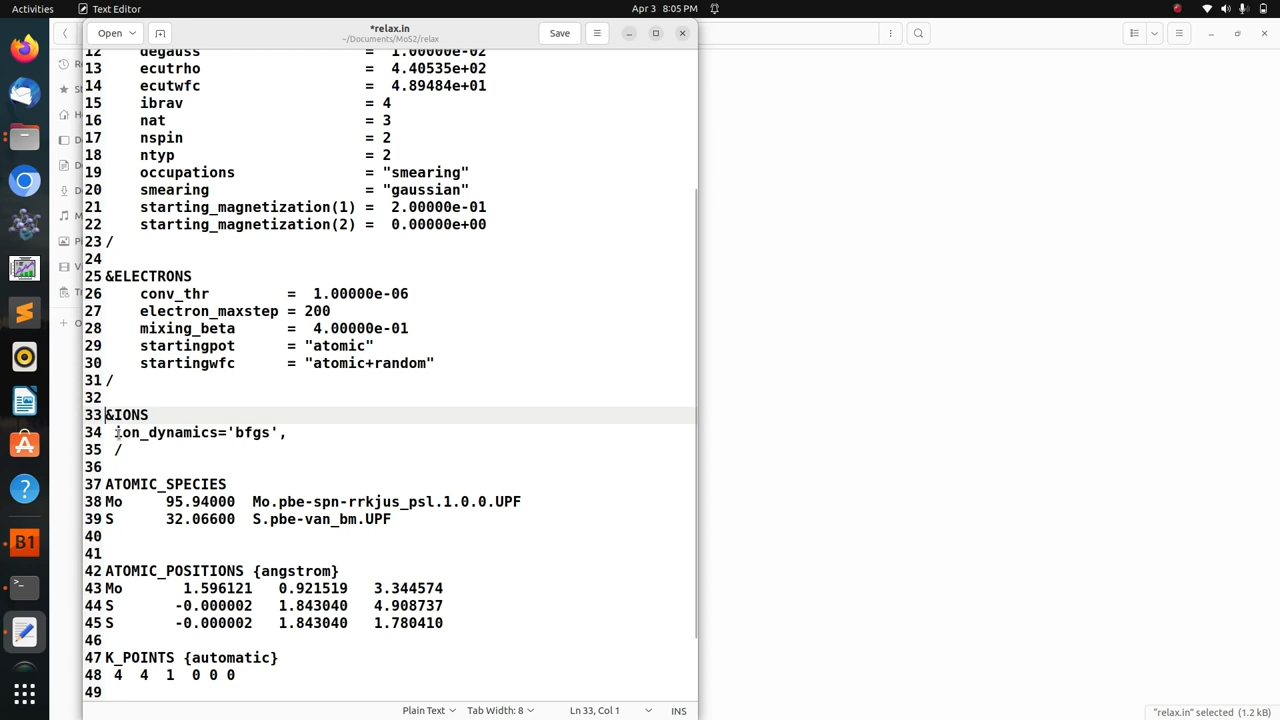 Activities
Text Editor
Apr 3 8:05 PM
Open
*relax.in
~/Documents/MoS2/relax
Save
12 degauss = 1.00000e-02
13 ecutrho = 4.40535e+02
14 ecutwfc = 4.89484e+01
15 ibrav = 4
16 nat = 3
17 nspin = 2
18 ntyp = 2
19 occupations = "smearing"
20 smearing = "gaussian"
21 starting_magnetization(1) = 2.00000e-01
22 starting_magnetization(2) = 0.00000e+00
23 /
24
25 &ELECTRONS
26 conv_thr = 1.00000e-06
27 electron_maxstep = 200
28 mixing_beta = 4.00000e-01
29 startingpot = "atomic"
30 startingwfc = "atomic+random"
31 /
32
33 &IONS
34 ion_dynamics='bfgs',
35 /
36
37 ATOMIC_SPECIES
38 Mo 95.94000 Mo.pbe-spn-rrkjus_psl.1.0.0.UPF
39 S 32.06600 S.pbe-van_bm.UPF
40
41
42 ATOMIC_POSITIONS {angstrom}
43 Mo 1.596121 0.921519 3.344574
44 S -0.000002 1.843040 4.908737
45 S -0.000002 1.843040 1.780410
46
47 K_POINTS {automatic}
48 4 4 1 0 0 0
49
Plain Text
Tab Width: 8
Ln 33, Col 1
INS
"relax.in" selected (1.2 kB)
B1